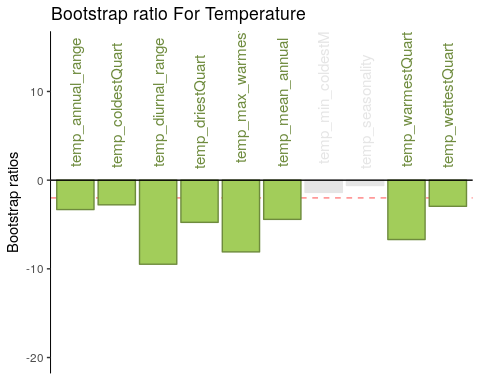 Bootstrap ratio For Temperature
temp_annual_range
temp_coldestQuart
temp_diurnal_range
temp_driestQuart
temp_max_warmes
temp_mean_annual
temp_min_coldestM
temp_seasonality
temp_warmestQuart
temp_wettestQuart
Bootstrap ratios
10
0
-10
-20